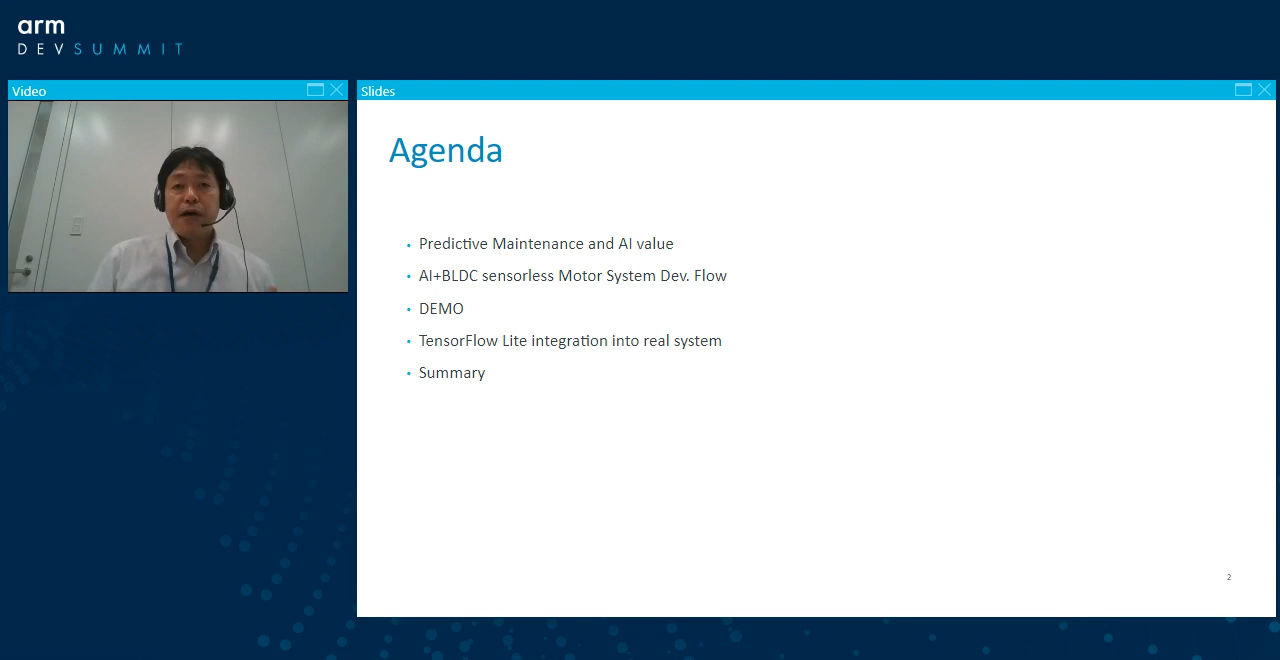 arm
DEVSUMMIT
Video
Slides
Agenda
• Predictive Maintenance and AI value
• AI+BLDC sensorless Motor System Dev. Flow
• DEMO
• TensorFlow Lite integration into real system
• Summary
2